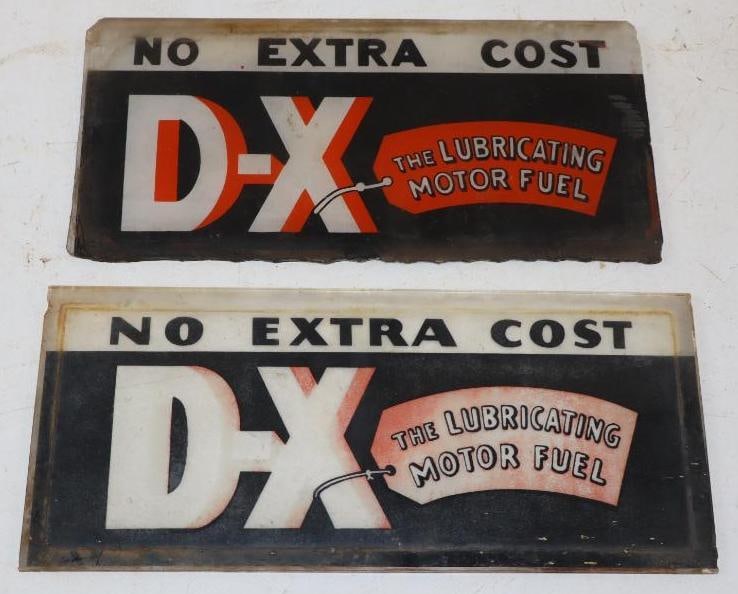 NO EXTRA COST
D-X
THE LUBRICATING
MOTOR FUEL
NO EXTRA COST
D-X
THE LUBRICATING
MOTOR FUEL